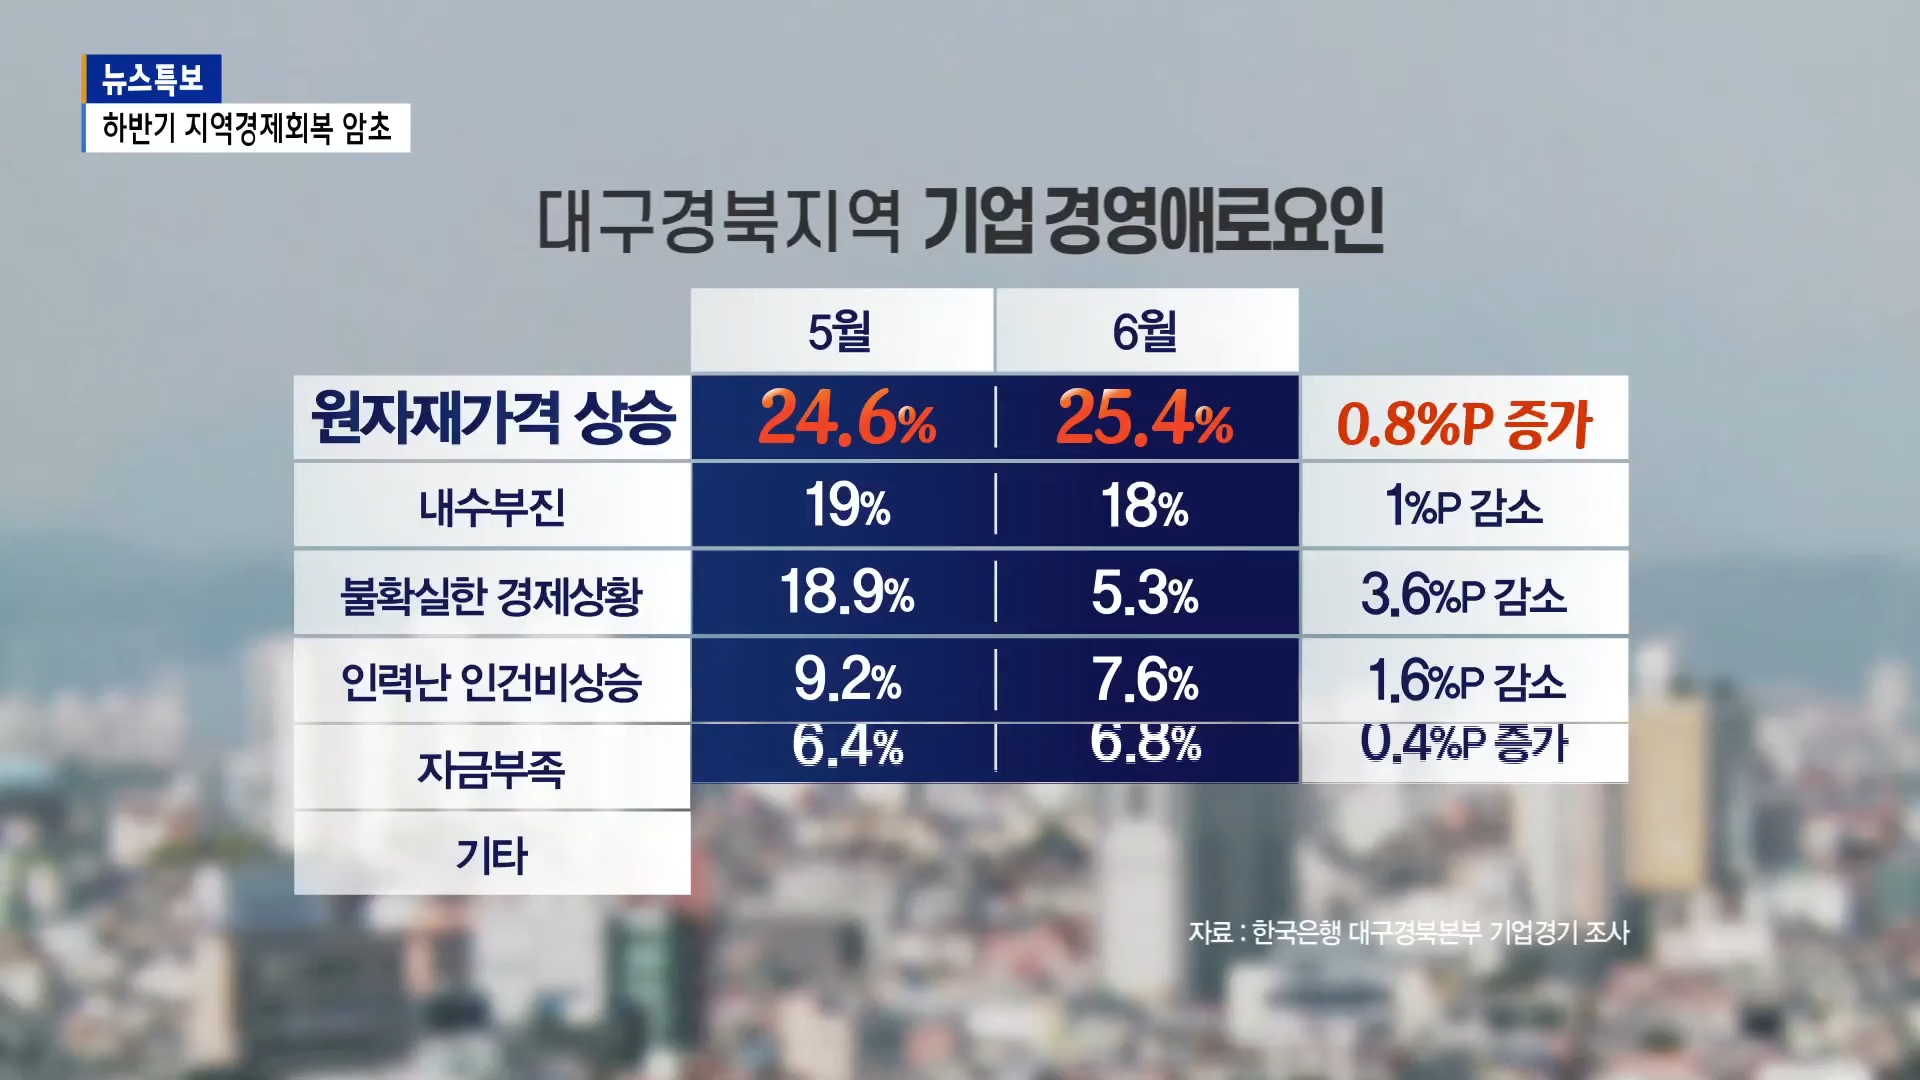 뉴스특보
하반기 지역경제회복 암초
대구경북지역 기업 경영애로요인
5월 6월
원자재가격 상승 24.6% 25.4% 0.8%P 증가
내수부진 19% 18% 1%P 감소
불확실한 경제상황 18.9% 5.3% 3.6%P 감소
인력난 인건비상승 9.2% 7.6% 1.6%P 감소
자금부족 6.4% 6.8% 0.4%P 증가
기타
자료 : 한국은행 대구경북본부 기업경기 조사